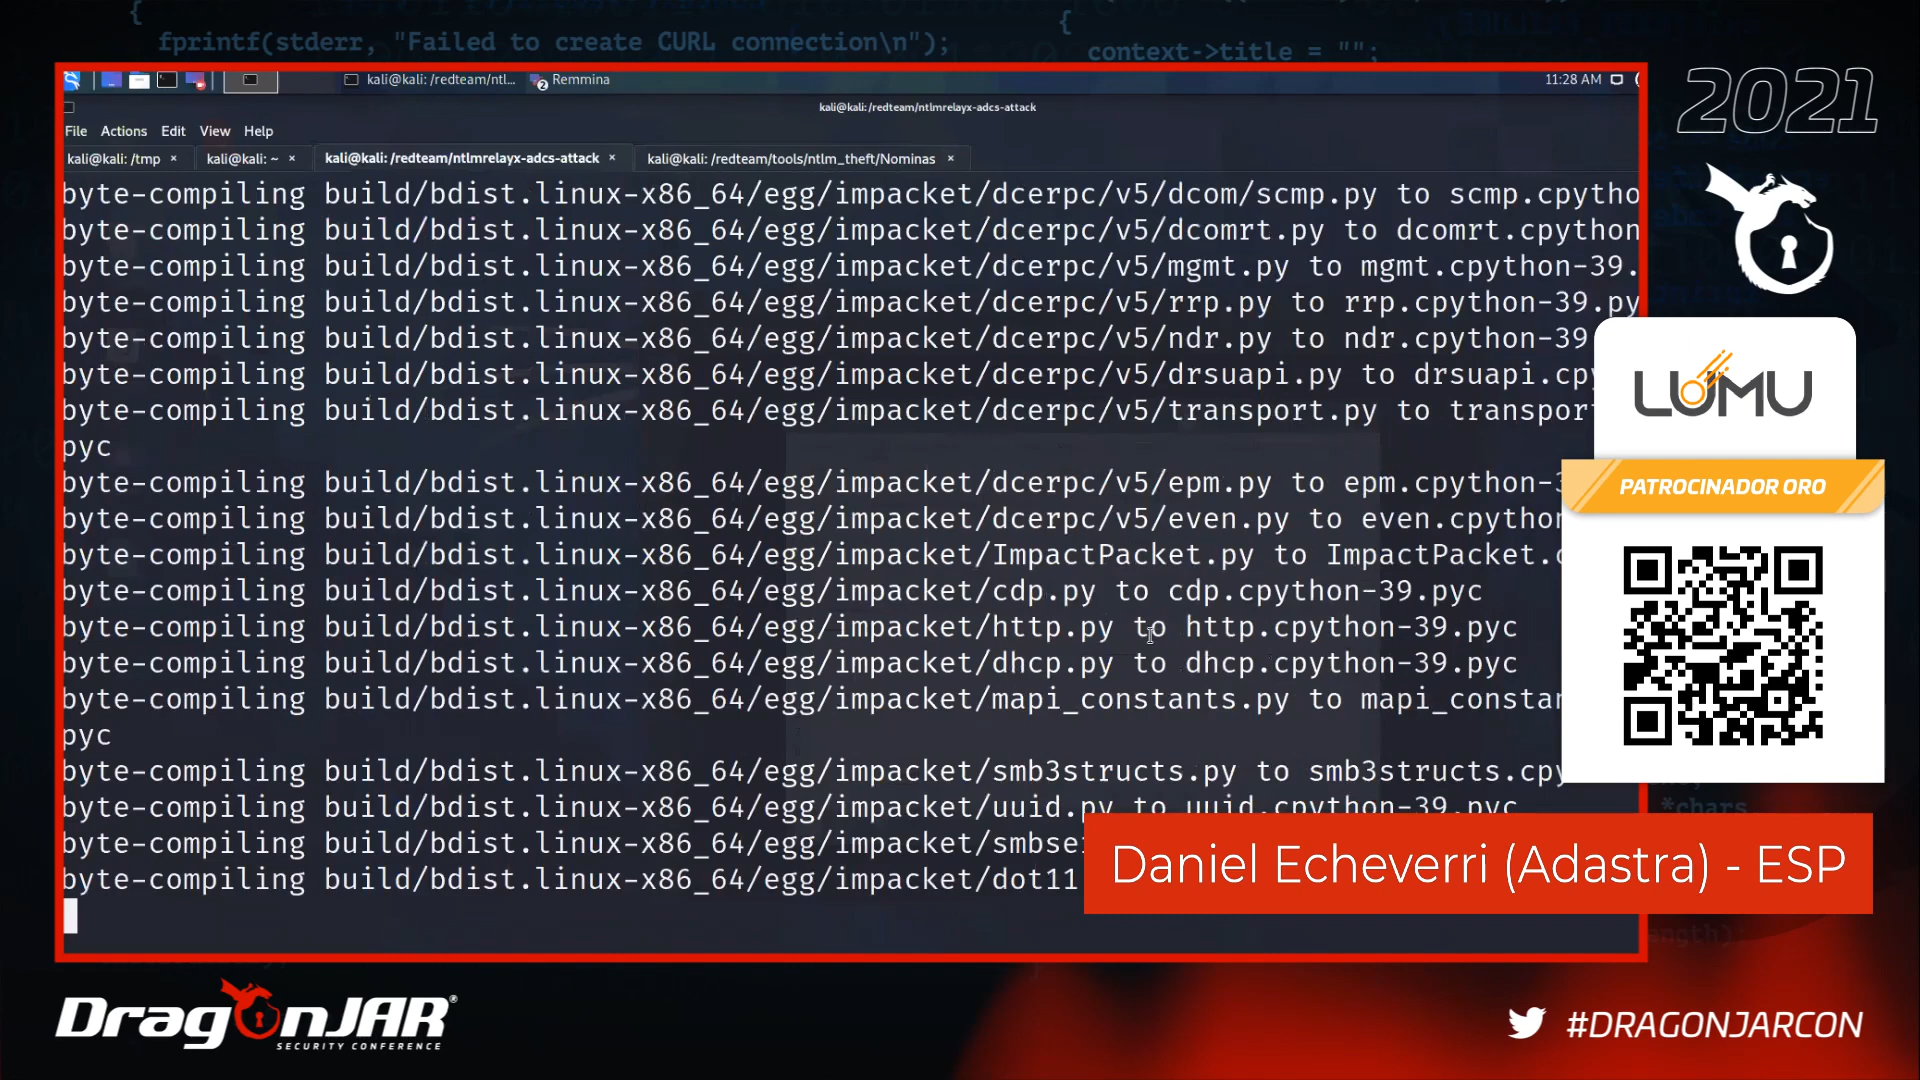 {
{
fprintf(stderr, "Failed to create CURL connection\n");
context->title = "";
2021
kali@kali: /redteam/ntl...
Remmina
11:28 AM
kali@kali:/redteam/ntlmrelayx-adcs-attack
File Actions Edit View Help
kali@kali: /tmp × kali@kali: ~ × kali@kali: /redteam/ntlmrelayx-adcs-attack × kali@kali: /redteam/tools/ntlm_theft/Nominas ×
byte-compiling build/bdist.linux-x86_64/egg/impacket/dcerpc/v5/dcom/scmp.py to scmp.cpytho
byte-compiling build/bdist.linux-x86_64/egg/impacket/dcerpc/v5/dcomrt.py to dcomrt.cpython
byte-compiling build/bdist.linux-x86_64/egg/impacket/dcerpc/v5/mgmt.py to mgmt.cpython-39.
byte-compiling build/bdist.linux-x86_64/egg/impacket/dcerpc/v5/rrp.py to rrp.cpython-39.py
byte-compiling build/bdist.linux-x86_64/egg/impacket/dcerpc/v5/ndr.py to ndr.cpython-39
byte-compiling build/bdist.linux-x86_64/egg/impacket/dcerpc/v5/drsuapi.py to drsuapi.cpy
byte-compiling build/bdist.linux-x86_64/egg/impacket/dcerpc/v5/transport.py to transport
pyc
byte-compiling build/bdist.linux-x86_64/egg/impacket/dcerpc/v5/epm.py to epm.cpython-3
byte-compiling build/bdist.linux-x86_64/egg/impacket/dcerpc/v5/even.py to even.cpython
byte-compiling build/bdist.linux-x86_64/egg/impacket/ImpactPacket.py to ImpactPacket.c
byte-compiling build/bdist.linux-x86_64/egg/impacket/cdp.py to cdp.cpython-39.pyc
byte-compiling build/bdist.linux-x86_64/egg/impacket/http.py to http.cpython-39.pyc
byte-compiling build/bdist.linux-x86_64/egg/impacket/dhcp.py to dhcp.cpython-39.pyc
byte-compiling build/bdist.linux-x86_64/egg/impacket/mapi_constants.py to mapi_constan
pyc
byte-compiling build/bdist.linux-x86_64/egg/impacket/smb3structs.py to smb3structs.cpy
byte-compiling build/bdist.linux-x86_64/egg/impacket/uuid.py to uuid.cpython-39.pyc
byte-compiling build/bdist.linux-x86_64/egg/impacket/smbse
byte-compiling build/bdist.linux-x86_64/egg/impacket/dot11
LUMU
PATROCINADOR ORO
*chars
Daniel Echeverri (Adastra) - ESP
DragonJAR®
SECURITY CONFERENCE
#DRAGONJARCON